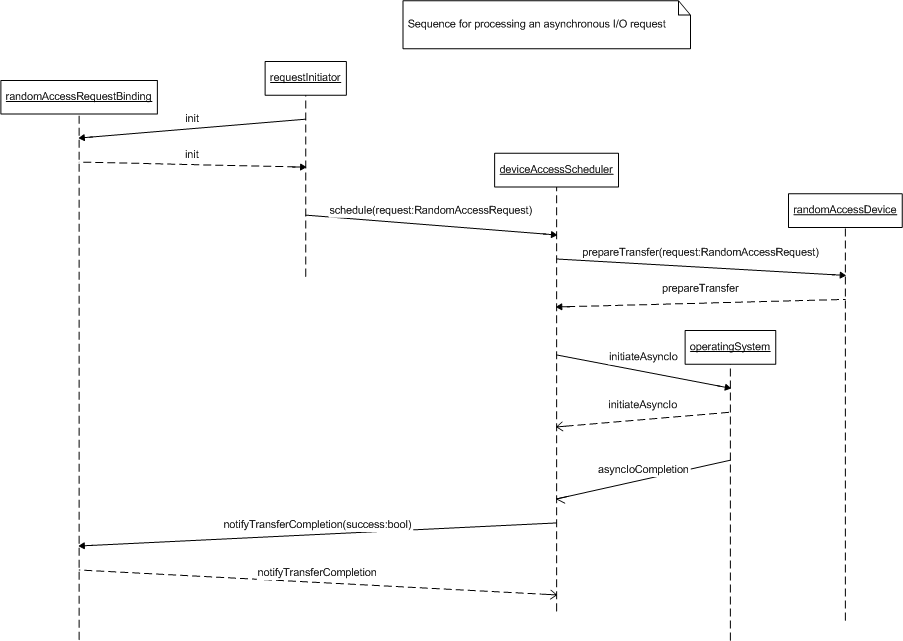 Sequence for processing an asynchronous I/O request
requestInitiator
randomAccessRequestBinding
init
init
deviceAccessScheduler
schedule(request:RandomAccessRequest)
randomAccessDevice
prepareTransfer(request:RandomAccessRequest)
prepareTransfer
operatingSystem
initiateAsyncIo
initiateAsyncIo
asyncIoCompletion
notifyTransferCompletion(success:bool)
notifyTransferCompletion